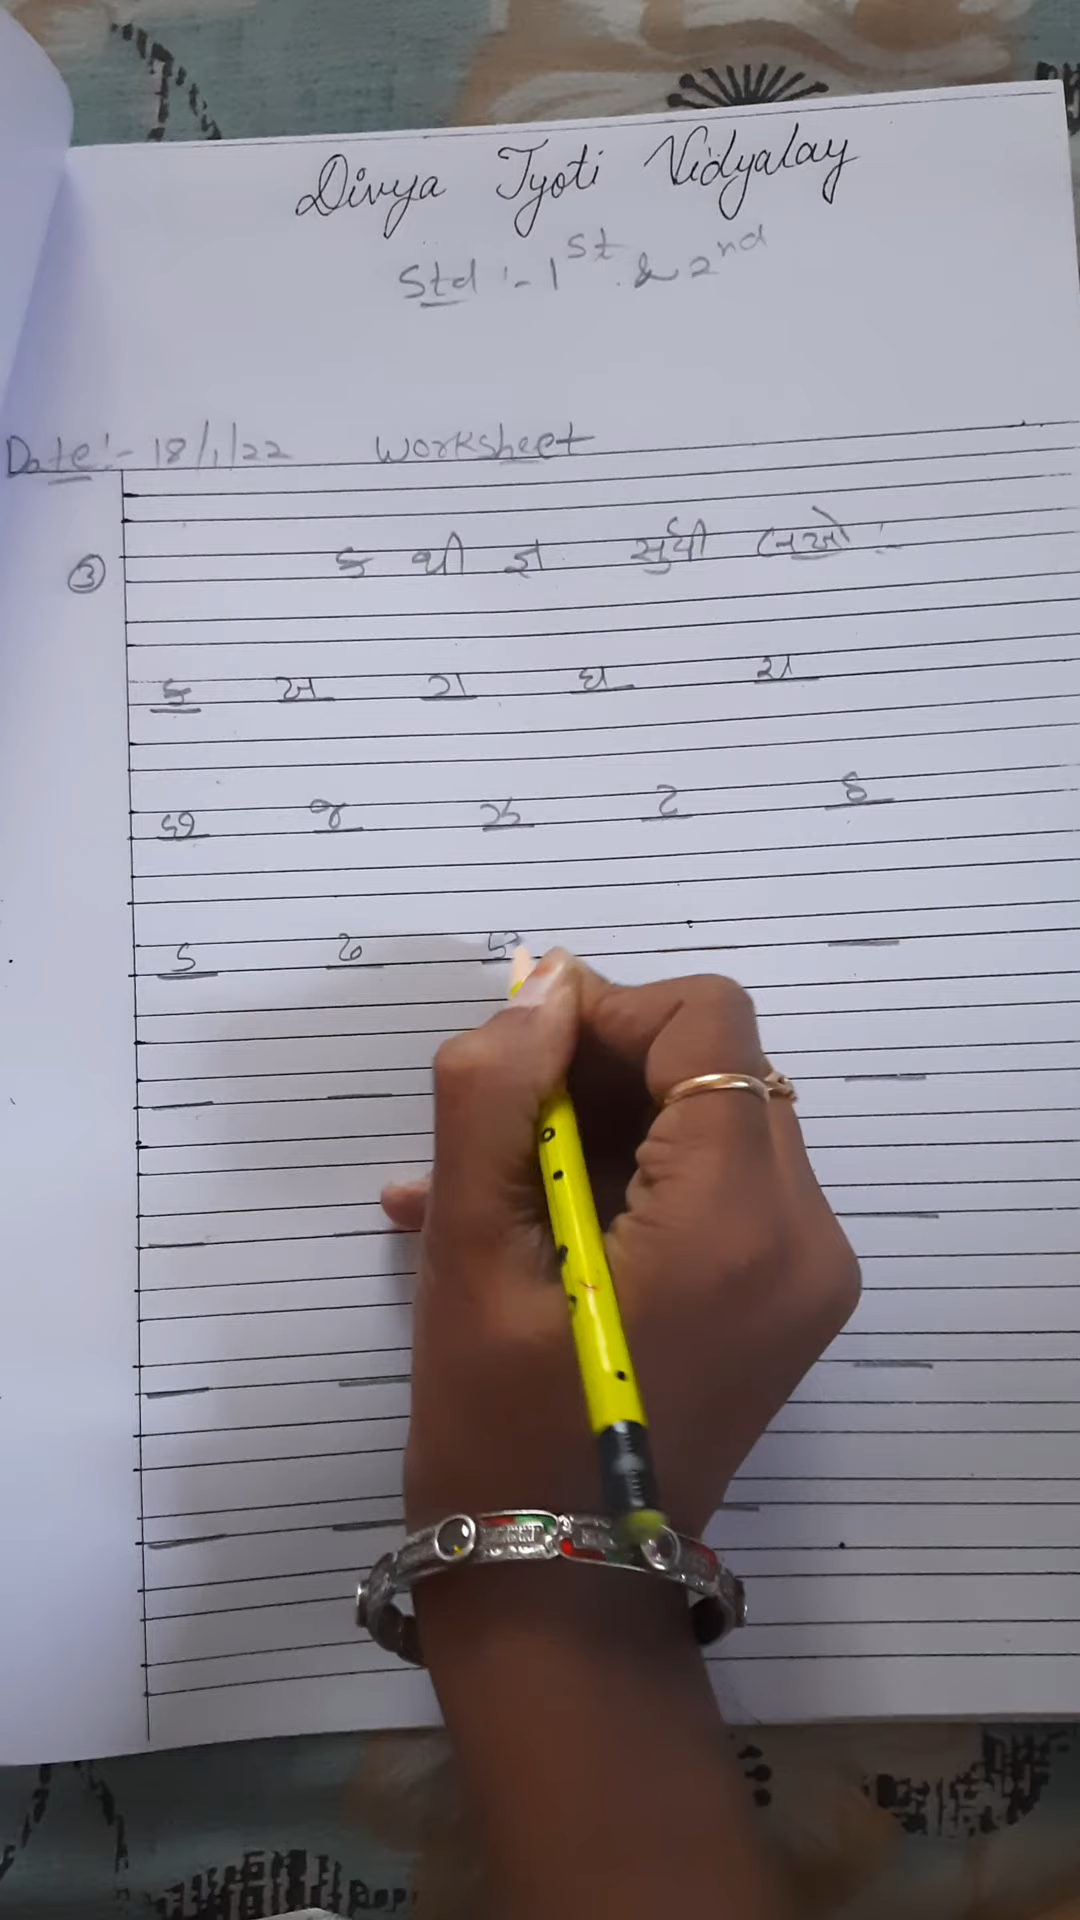 Divya Jyoti Vidyalay
Std :- 1st & 2nd
Date :- 18/1/22 Worksheet
③ ક થી જ્ઞ સુધી લખો :-
ક ખ ગ ઘ ચ
છ જ ઝ ટ ઠ
ડ ઢ